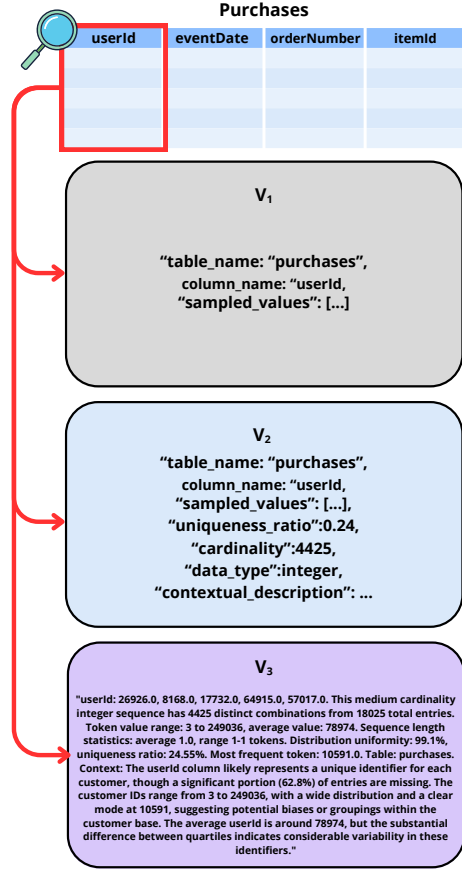 Purchases
userId eventDate orderNumber itemId
V₁
“table_name: “purchases”,
column_name: “userId,
“sampled_values”: [...]
V₂
“table_name: “purchases”,
column_name: “userId,
“sampled_values”: [...],
“uniqueness_ratio”:0.24,
“cardinality”:4425,
“data_type”:integer,
“contextual_description”: ...
V₃
"userId: 26926.0, 8168.0, 17732.0, 64915.0, 57017.0. This medium cardinality
integer sequence has 4425 distinct combinations from 18025 total entries.
Token value range: 3 to 249036, average value: 78974. Sequence length
statistics: average 1.0, range 1-1 tokens. Distribution uniformity: 99.1%,
uniqueness ratio: 24.55%. Most frequent token: 10591.0. Table: purchases.
Context: The userId column likely represents a unique identifier for each
customer, though a significant portion (62.8%) of entries are missing. The
customer IDs range from 3 to 249036, with a wide distribution and a clear
mode at 10591, suggesting potential biases or groupings within the
customer base. The average userId is around 78974, but the substantial
difference between quartiles indicates considerable variability in these
identifiers."